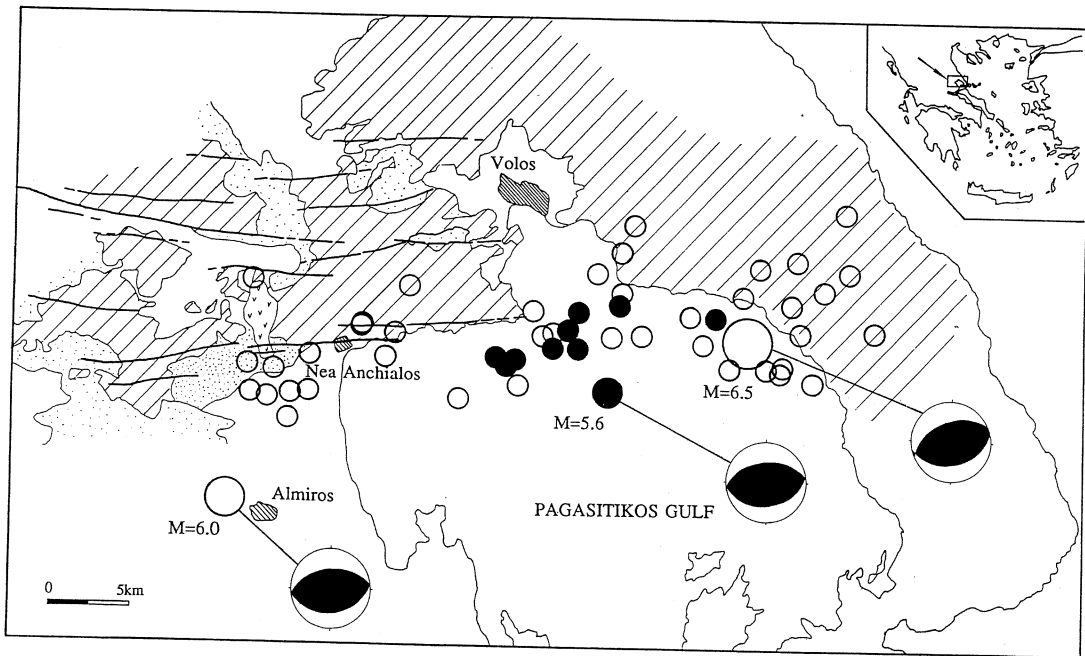 Volos
Nea Anchialos
M=6.5
M=5.6
Almiros
PAGASITIKOS GULF
M=6.0
0 5km